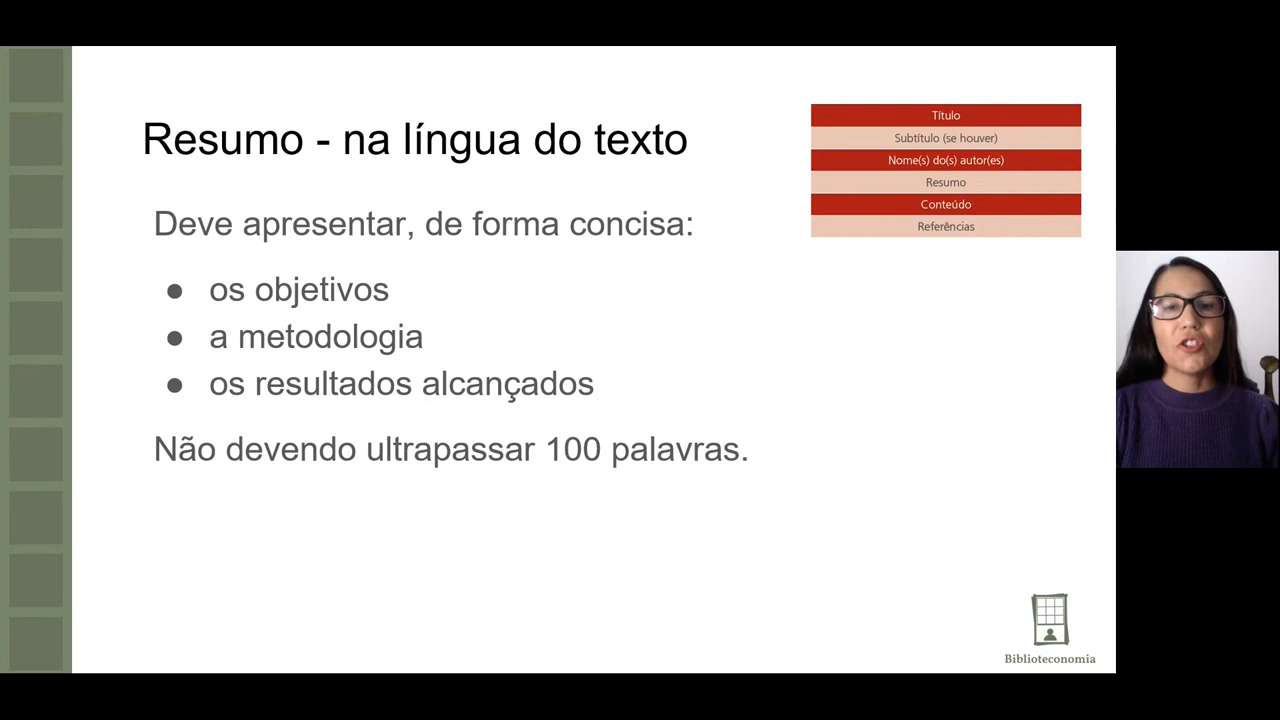 Resumo - na língua do texto
Deve apresentar, de forma concisa:
● os objetivos
● a metodologia
● os resultados alcançados
Não devendo ultrapassar 100 palavras.
Título
Subtítulo (se houver)
Nome(s) do(s) autor(es)
Resumo
Conteúdo
Referências
Biblioteconomia